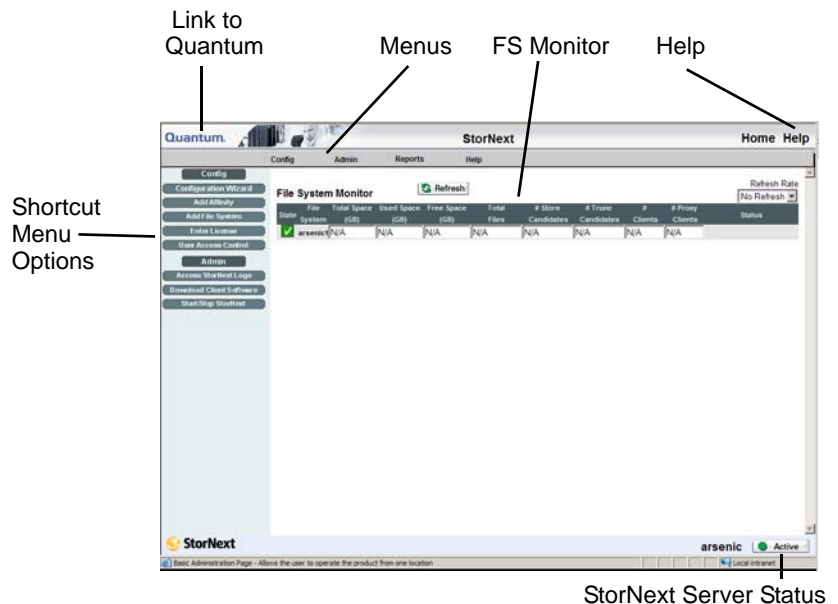 Link to
Quantum
Menus
FS Monitor
Help
Quantum.
StorNext
Home Help
Config Admin Reports Help
Config
Configuration Wizard
Add Affinity
Add File System
Enter License
User Access Control
Admin
Access StorNext Logs
Download Client Software
Start/Stop StorNext
File System Monitor
Refresh
Refresh Rate
No Refresh
State File System Total Space (GB) Used Space (GB) Free Space (GB) Total Files # Store Candidates # Trunc Candidates # Clients # Proxy Clients Status
arsenic1 N/A N/A N/A N/A N/A N/A N/A N/A
Shortcut
Menu
Options
StorNext
arsenic Active
Basic Administration Page - Allows the user to operate the product from one location
Local intranet
StorNext Server Status